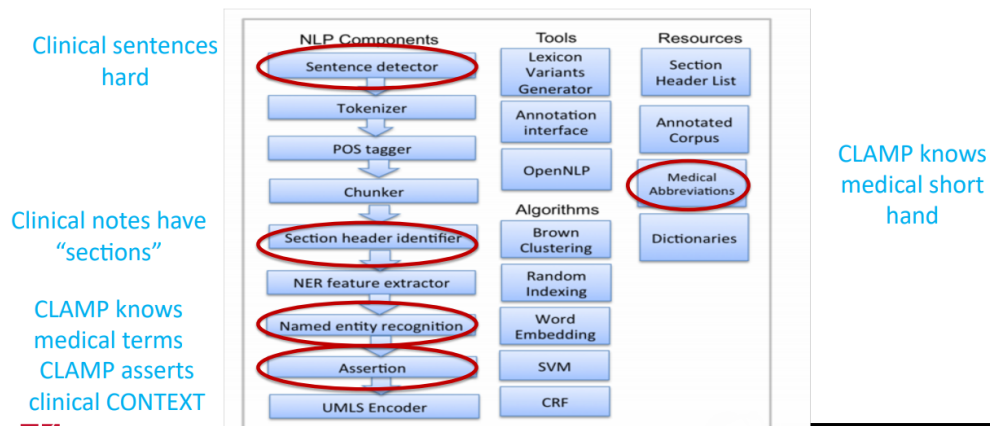 Clinical sentences
hard
Clinical notes have
“sections”
CLAMP knows
medical terms
CLAMP asserts
clinical CONTEXT
NLP Components
Sentence detector
Tokenizer
POS tagger
Chunker
Section header identifier
NER feature extractor
Named entity recognition
Assertion
UMLS Encoder
Tools
Lexicon
Variants
Generator
Annotation
interface
OpenNLP
Algorithms
Brown
Clustering
Random
Indexing
Word
Embedding
SVM
CRF
Resources
Section
Header List
Annotated
Corpus
Medical
Abbreviations
Dictionaries
CLAMP knows
medical short
hand